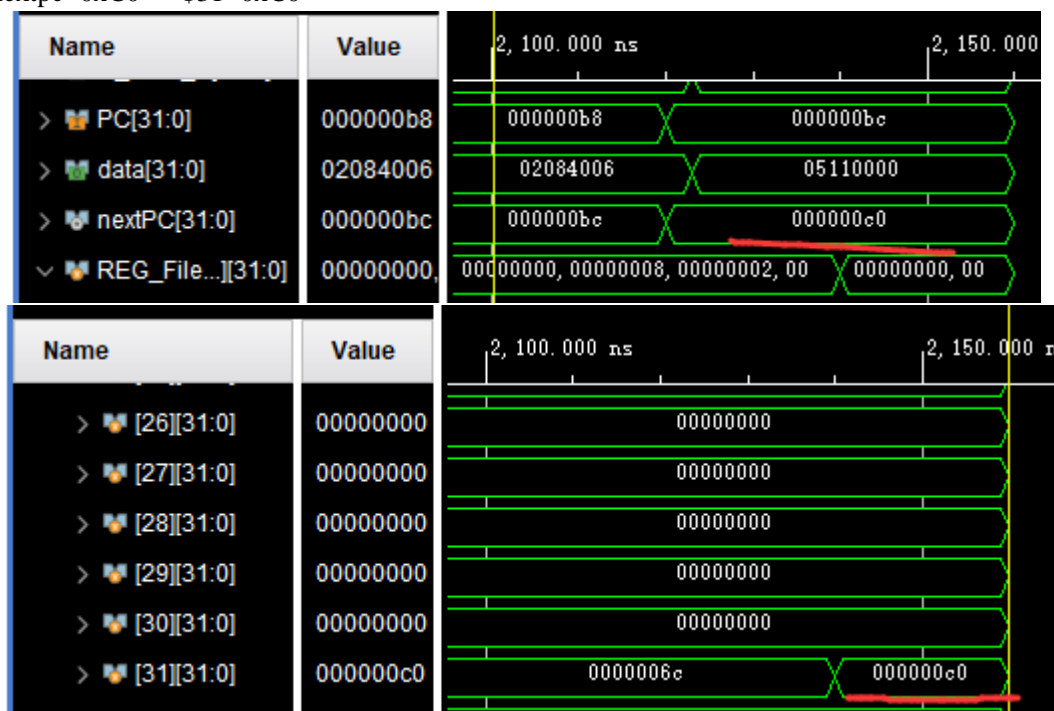 0xC0 $31 0xC0
Name Value 2,100.000 ns 2,150.000
> PC[31:0] 000000b8 000000b8 000000bc
> data[31:0] 02084006 02084006 05110000
> nextPC[31:0] 000000bc 000000bc 000000c0
REG_File...][31:0] 00000000, 00000000, 00000008, 00000002, 00 00000000, 00
Name Value 2,100.000 ns 2,150.000 n
> [26][31:0] 00000000 00000000
> [27][31:0] 00000000 00000000
> [28][31:0] 00000000 00000000
> [29][31:0] 00000000 00000000
> [30][31:0] 00000000 00000000
> [31][31:0] 000000c0 0000006c 000000c0